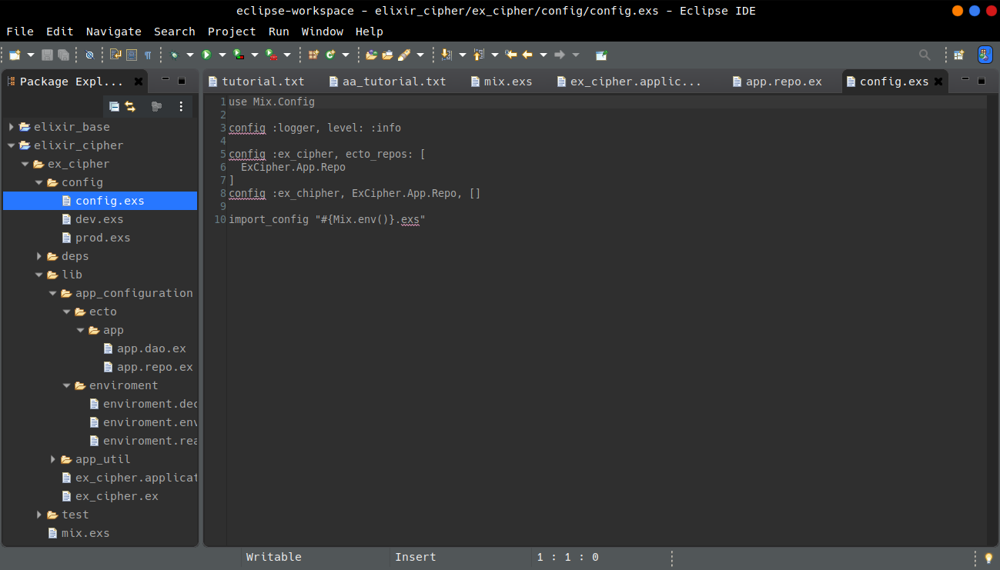 eclipse-workspace - elixir_cipher/ex_cipher/config/config.exs - Eclipse IDE
File Edit Navigate Search Project Run Window Help
Package Expl...
tutorial.txt aa_tutorial.txt mix.exs ex_cipher.applic... app.repo.ex config.exs
elixir_base
elixir_cipher
ex_cipher
config
config.exs
dev.exs
prod.exs
deps
lib
app_configuration
ecto
app
app.dao.ex
app.repo.ex
enviroment
enviroment.dec
enviroment.env
enviroment.rea
app_util
ex_cipher.applicat
ex_cipher.ex
test
mix.exs
1 use Mix.Config
2
3 config :logger, level: :info
4
5 config :ex_cipher, ecto_repos: [
6   ExCipher.App.Repo
7 ]
8 config :ex_chipher, ExCipher.App.Repo, []
9
10 import_config "#{Mix.env()}.exs"
Writable Insert 1 : 1 : 0